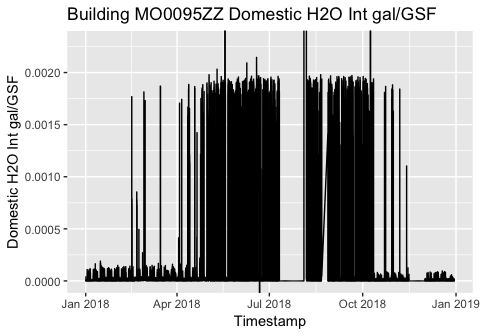 Building MO0095ZZ Domestic H2O Int gal/GSF
Domestic H2O Int gal/GSF
0.0020
0.0015
0.0010
0.0005
0.0000
Jan 2018 Apr 2018 Jul 2018 Oct 2018 Jan 2019
Timestamp